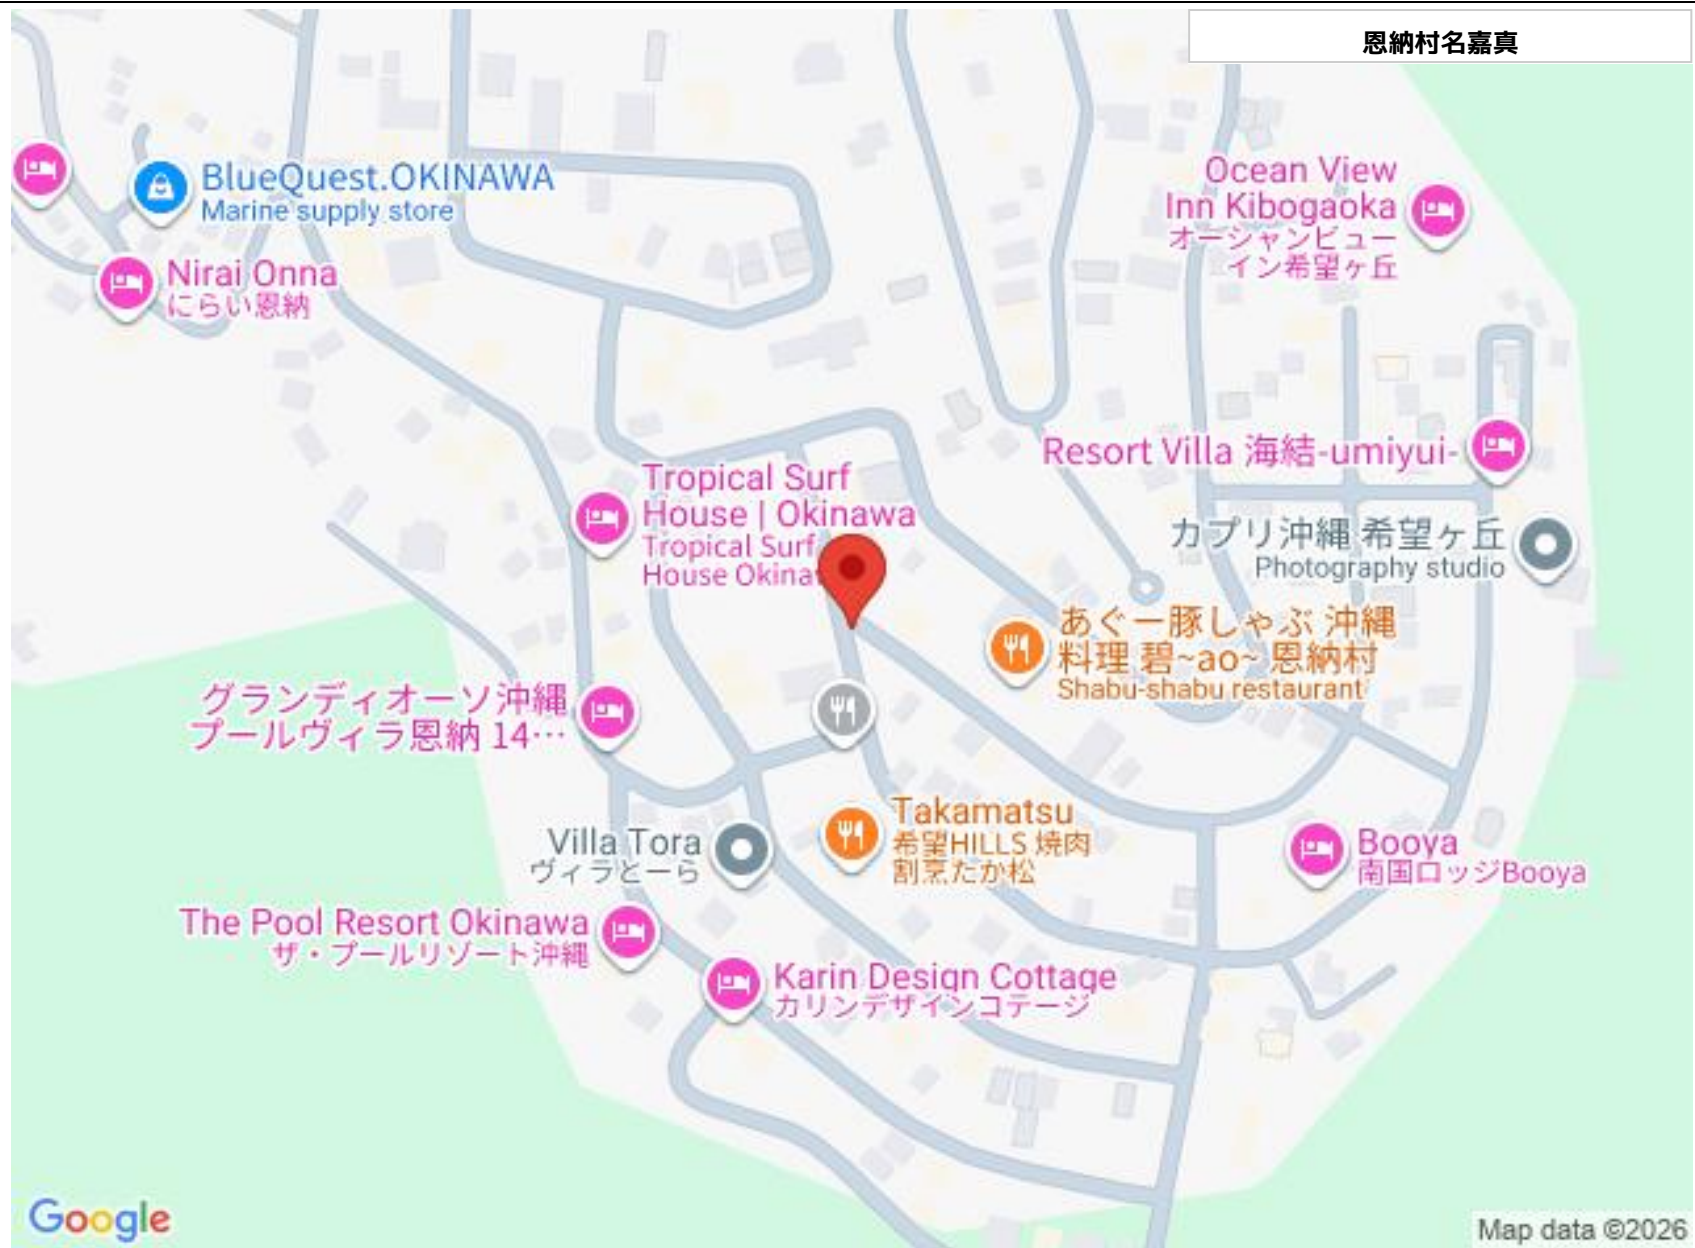 恩納村名嘉真
BlueQuest.OKINAWA
Marine supply store
Ocean View
Inn Kibogaoka
オーシャンビュー
イン希望ヶ丘
Nirai Onna
にらい恩納
Resort Villa 海結-umiyui-
Tropical Surf
House | Okinawa
Tropical Surf
House Okina
カプリ沖縄 希望ヶ丘
Photography studio
あぐー豚しゃぶ 沖縄
料理 碧~ao~ 恩納村
Shabu-shabu restaurant
グランディオーソ沖縄
プールヴィラ恩納 14…
Takamatsu
希望HILLS 焼肉
割烹たか松
Villa Tora
ヴィラとーら
Booya
南国ロッジBooya
The Pool Resort Okinawa
ザ・プールリゾート沖縄
Karin Design Cottage
カリンデザインコテージ
Google
Map data ©2026